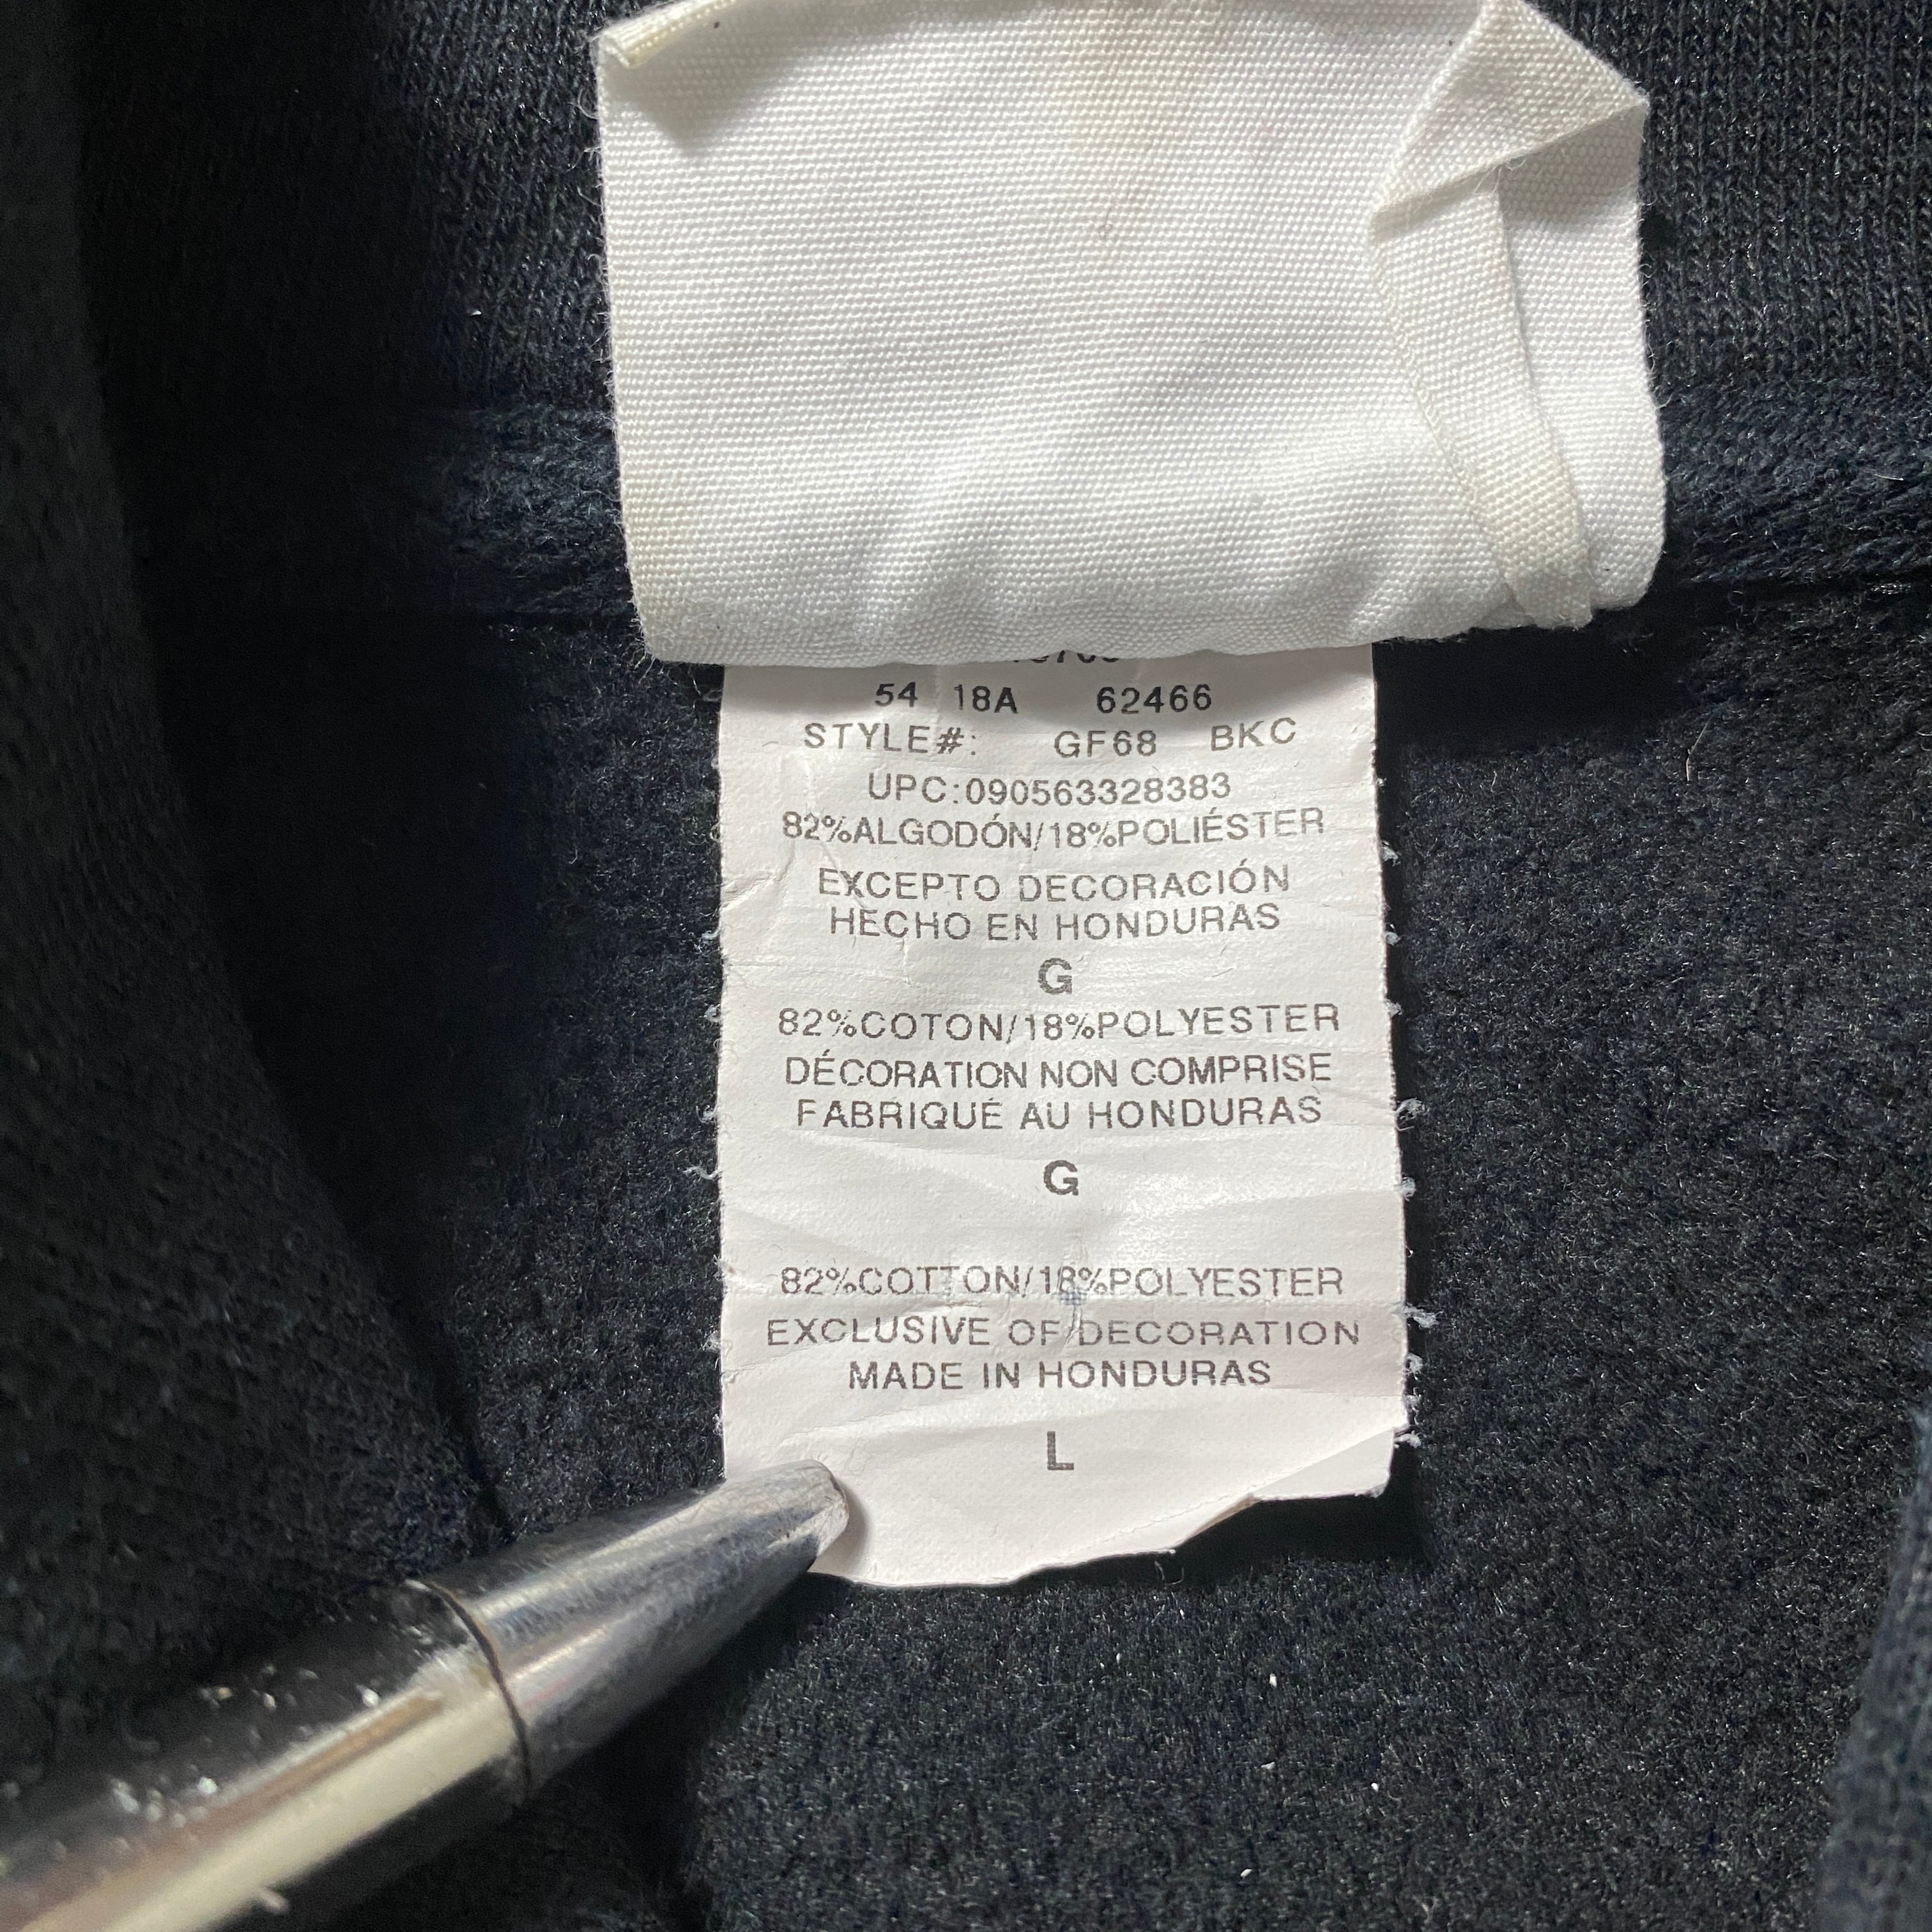 54 18A 62466
STYLE#: GF68 BKC
UPC:090563328383
82%ALGODÓN/18%POLIÉSTER
EXCEPTO DECORACIÓN
HECHO EN HONDURAS
G
82%COTON/18%POLYESTER
DÉCORATION NON COMPRISE
FABRIQUÉ AU HONDURAS
G
82%COTTON/18%POLYESTER
EXCLUSIVE OF DECORATION
MADE IN HONDURAS
L